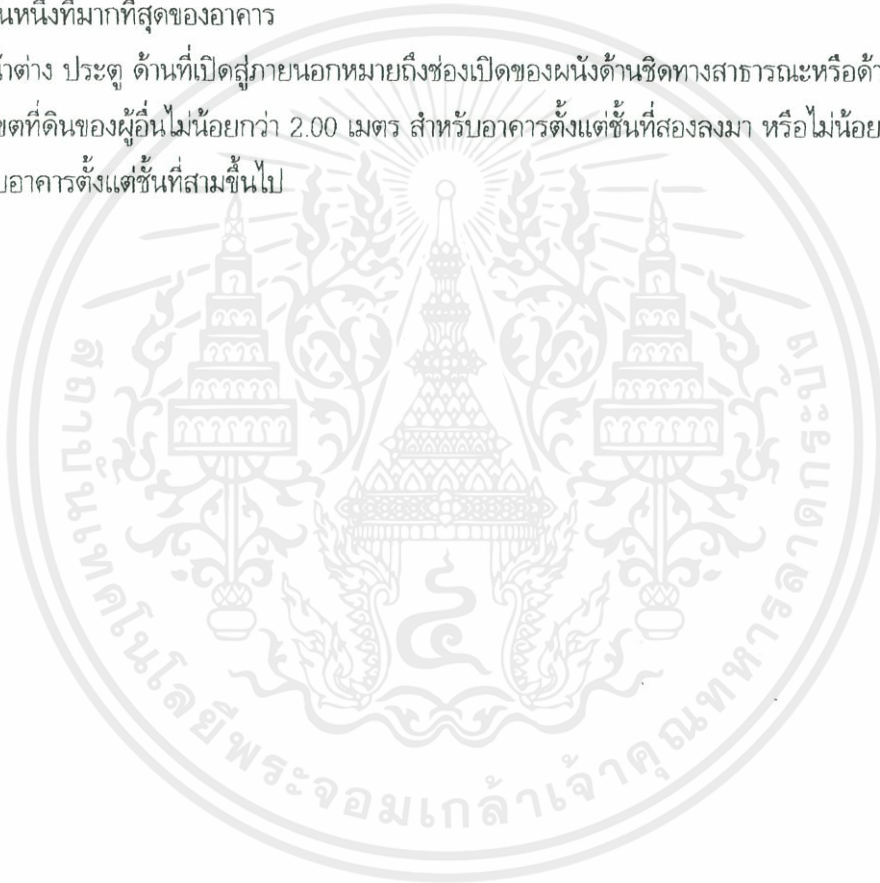 นหนึ่งที่มากที่สุดของอาคาร
้าต่าง ประตู ด้านที่เปิดสู่ภายนอกหมายถึงช่องเปิดของผนังด้านชิดทางสาธารณะหรือด้า
ขตที่ดินของผู้อื่นไม่น้อยกว่า 2.00 เมตร สำหรับอาคารตั้งแต่ชั้นที่สองลงมา หรือไม่น้อย
บอาคารตั้งแต่ชั้นที่สามขึ้นไป
สถาบันเทคโนโลยีพระจอมเกล้าเจ้าคุณทหารลาดกระบัง
๔